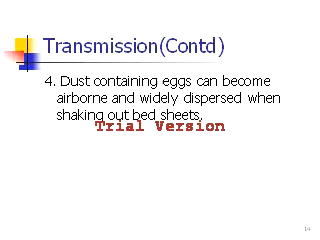 Transmission(Contd)
4. Dust containing eggs can become
airborne and widely dispersed when
shaking out bed sheets,
Trial Version
14